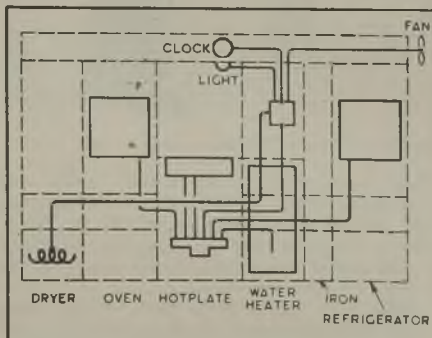 FAN
CLOCK
LIGHT
DRYER OVEN HOTPLATE WATER HEATER IRON
REFRIGERATOR